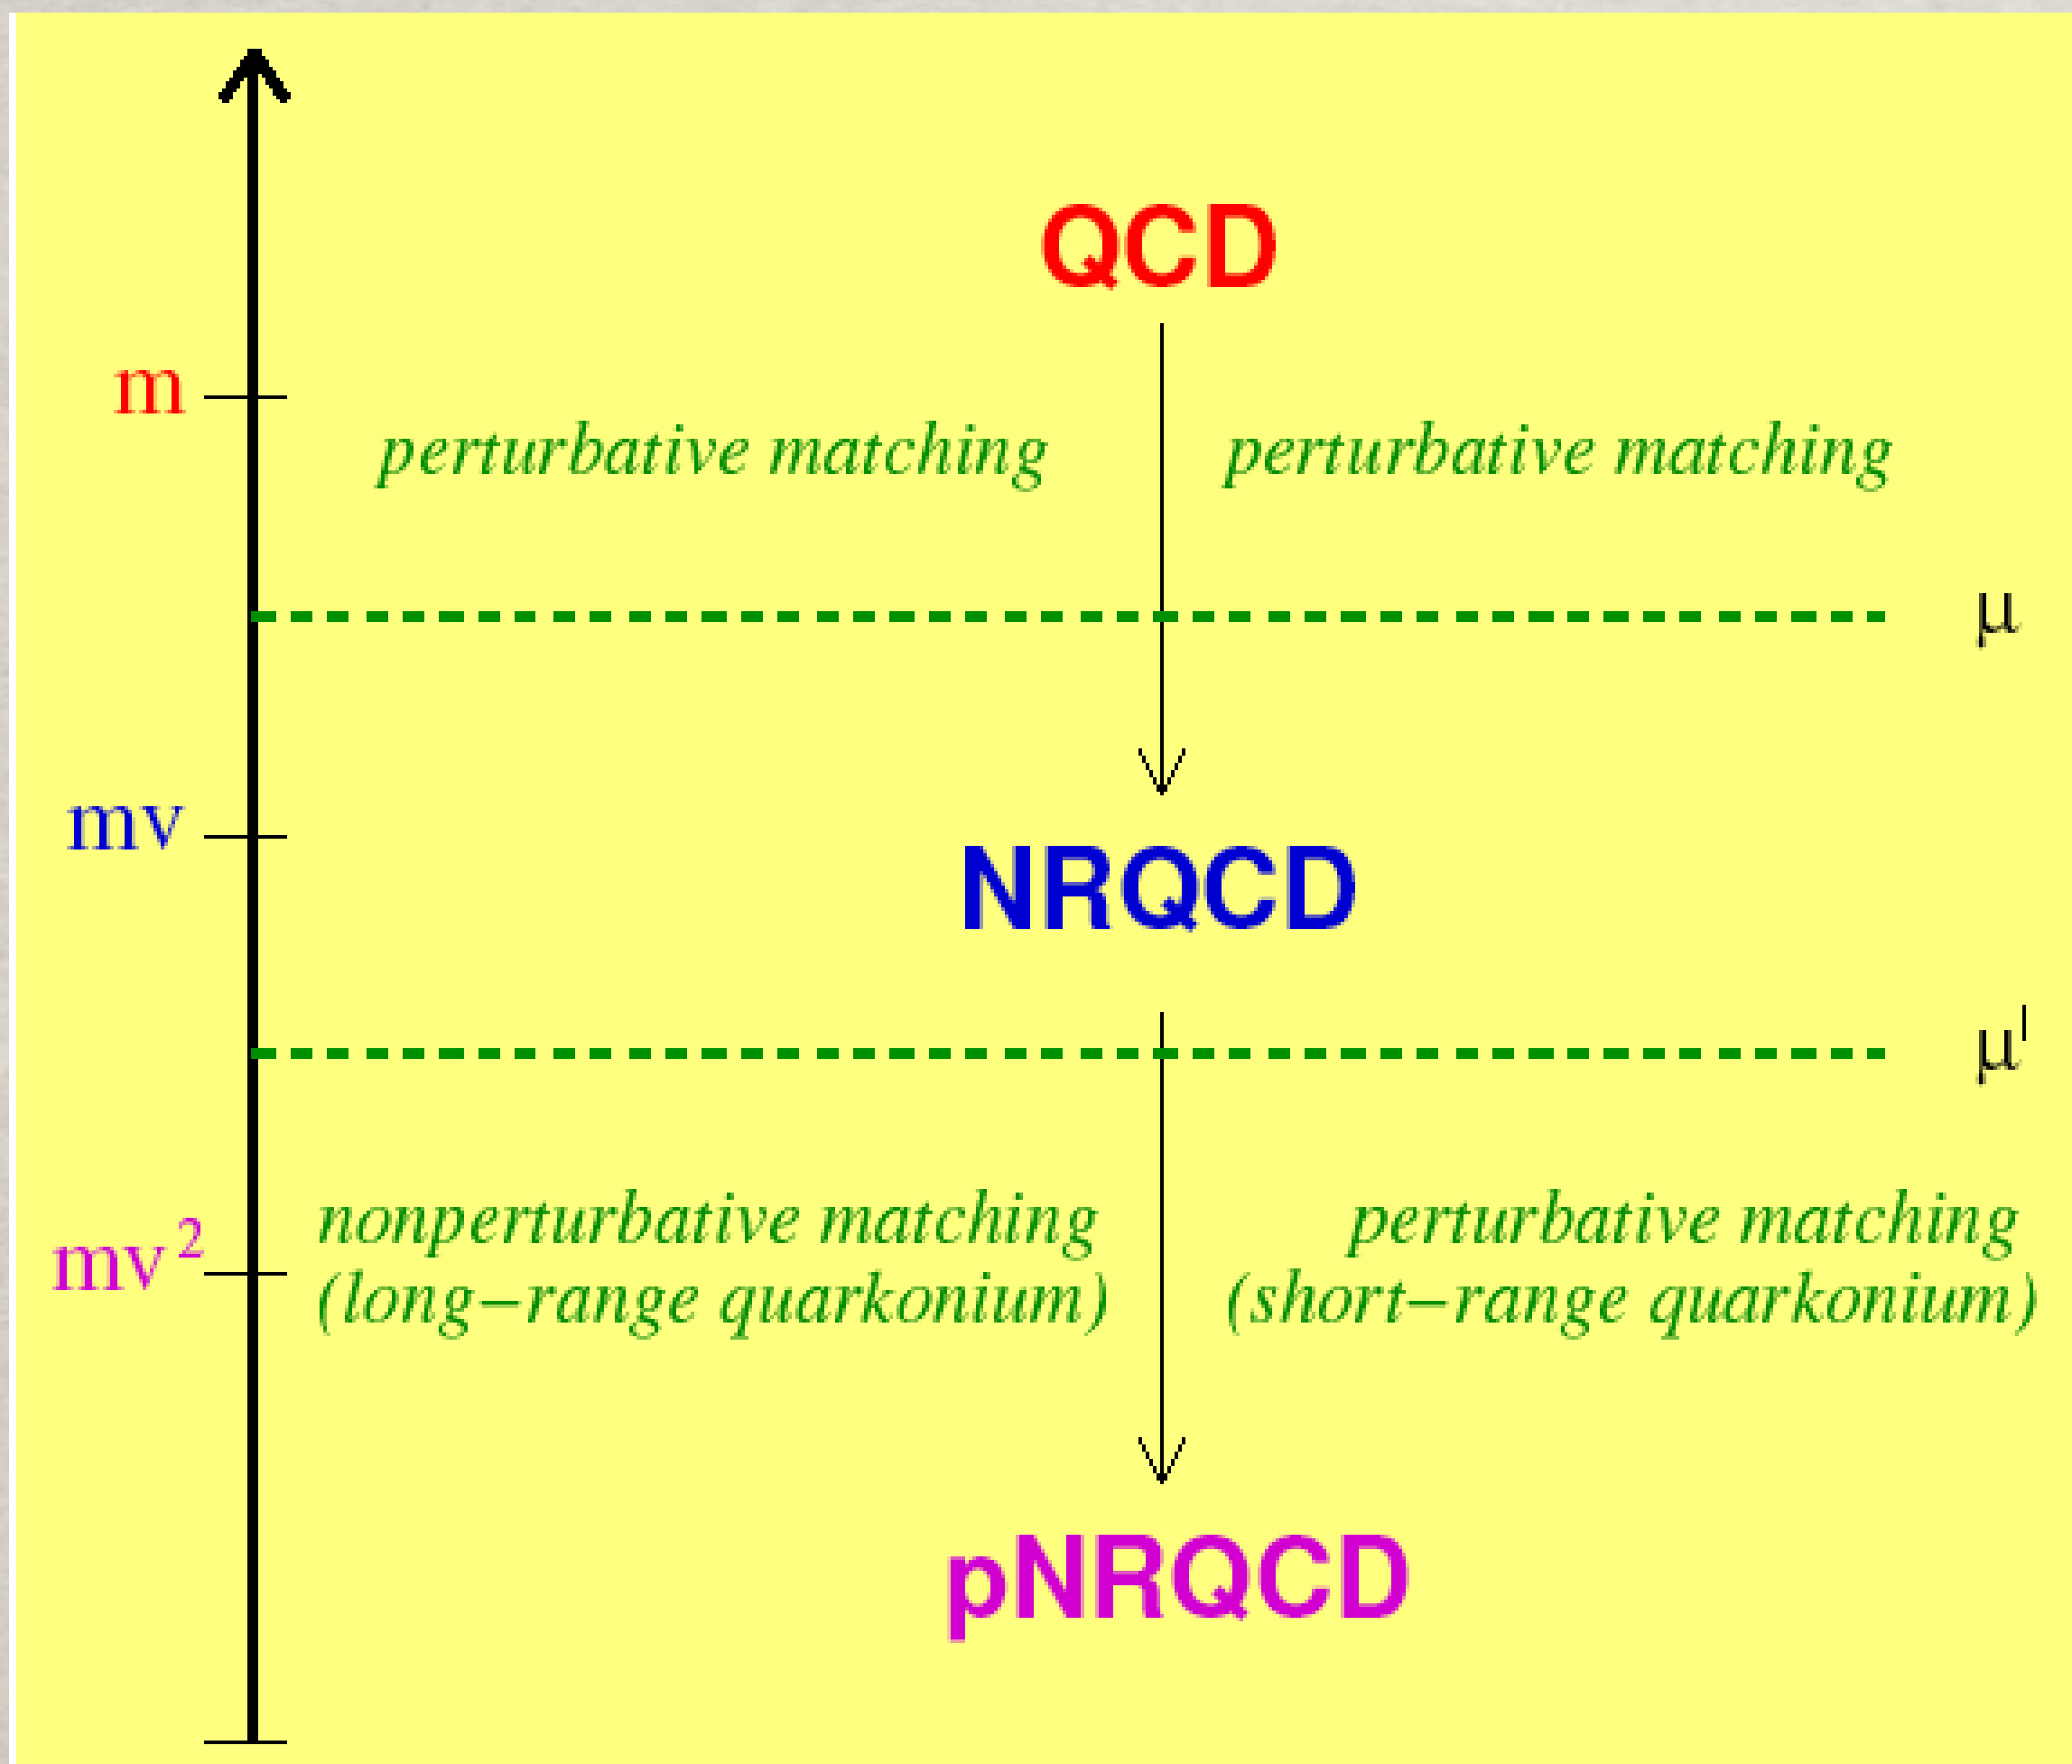 QCD
m
perturbative matching
perturbative matching
μ
mv
NRQCD
μ'
nonperturbative matching
(long–range quarkonium)
perturbative matching
(short–range quarkonium)
mv²
pNRQCD